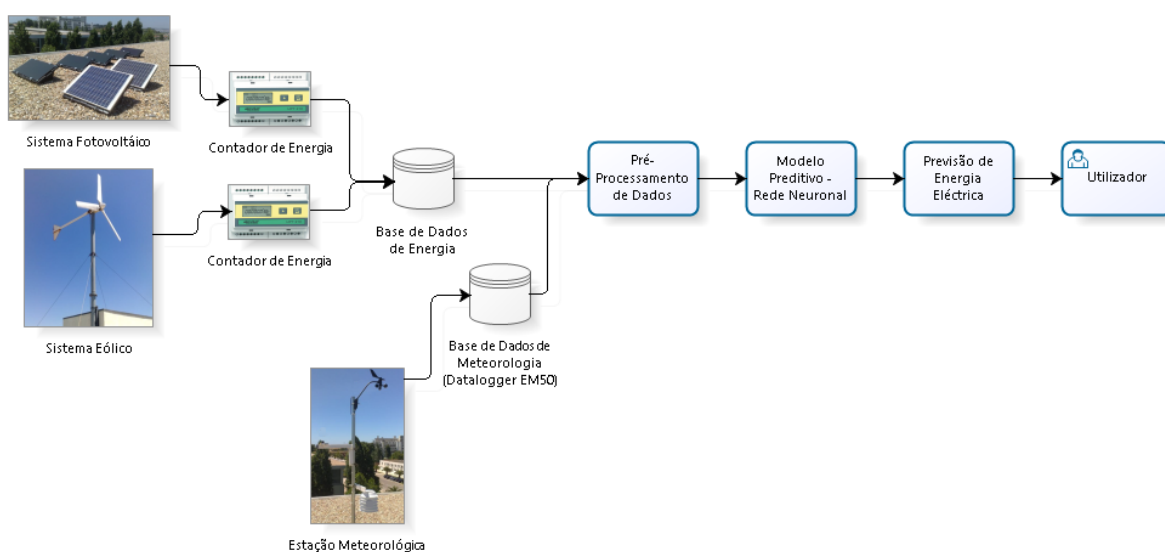 Sistema Fotovoltáico
Contador de Energia
Sistema Eólico
Contador de Energia
Base de Dados
de Energia
Base de Dados de
Meteorologia
(Datalogger EM50)
Estação Meteorológica
Pré-
Processamento
de Dados
Modelo
Preditivo -
Rede Neuronal
Previsão de
Energia
Eléctrica
Utilizador